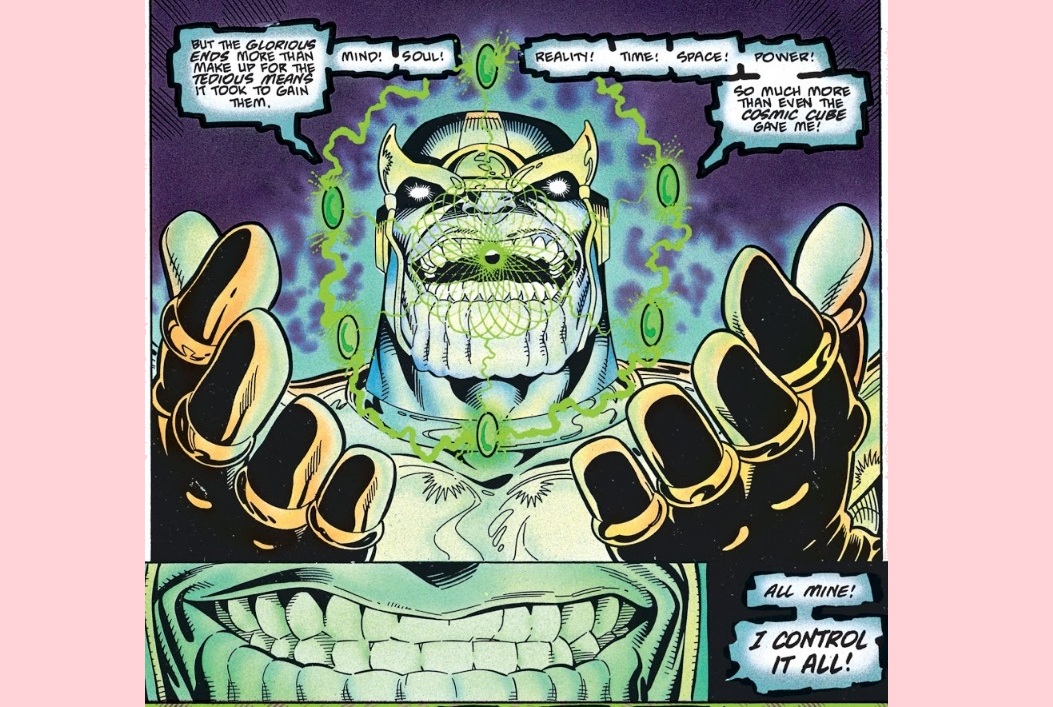 BUT THE GLORIOUS
ENDS MORE THAN
MAKE UP FOR THE
TEDIOUS MEANS
IT TOOK TO GAIN
THEM.
MIND!
SOUL!
REALITY!
TIME!
SPACE!
POWER!
SO MUCH MORE
THAN EVEN THE
COSMIC CUBE
GAVE ME!
ALL MINE!
I CONTROL
IT ALL!